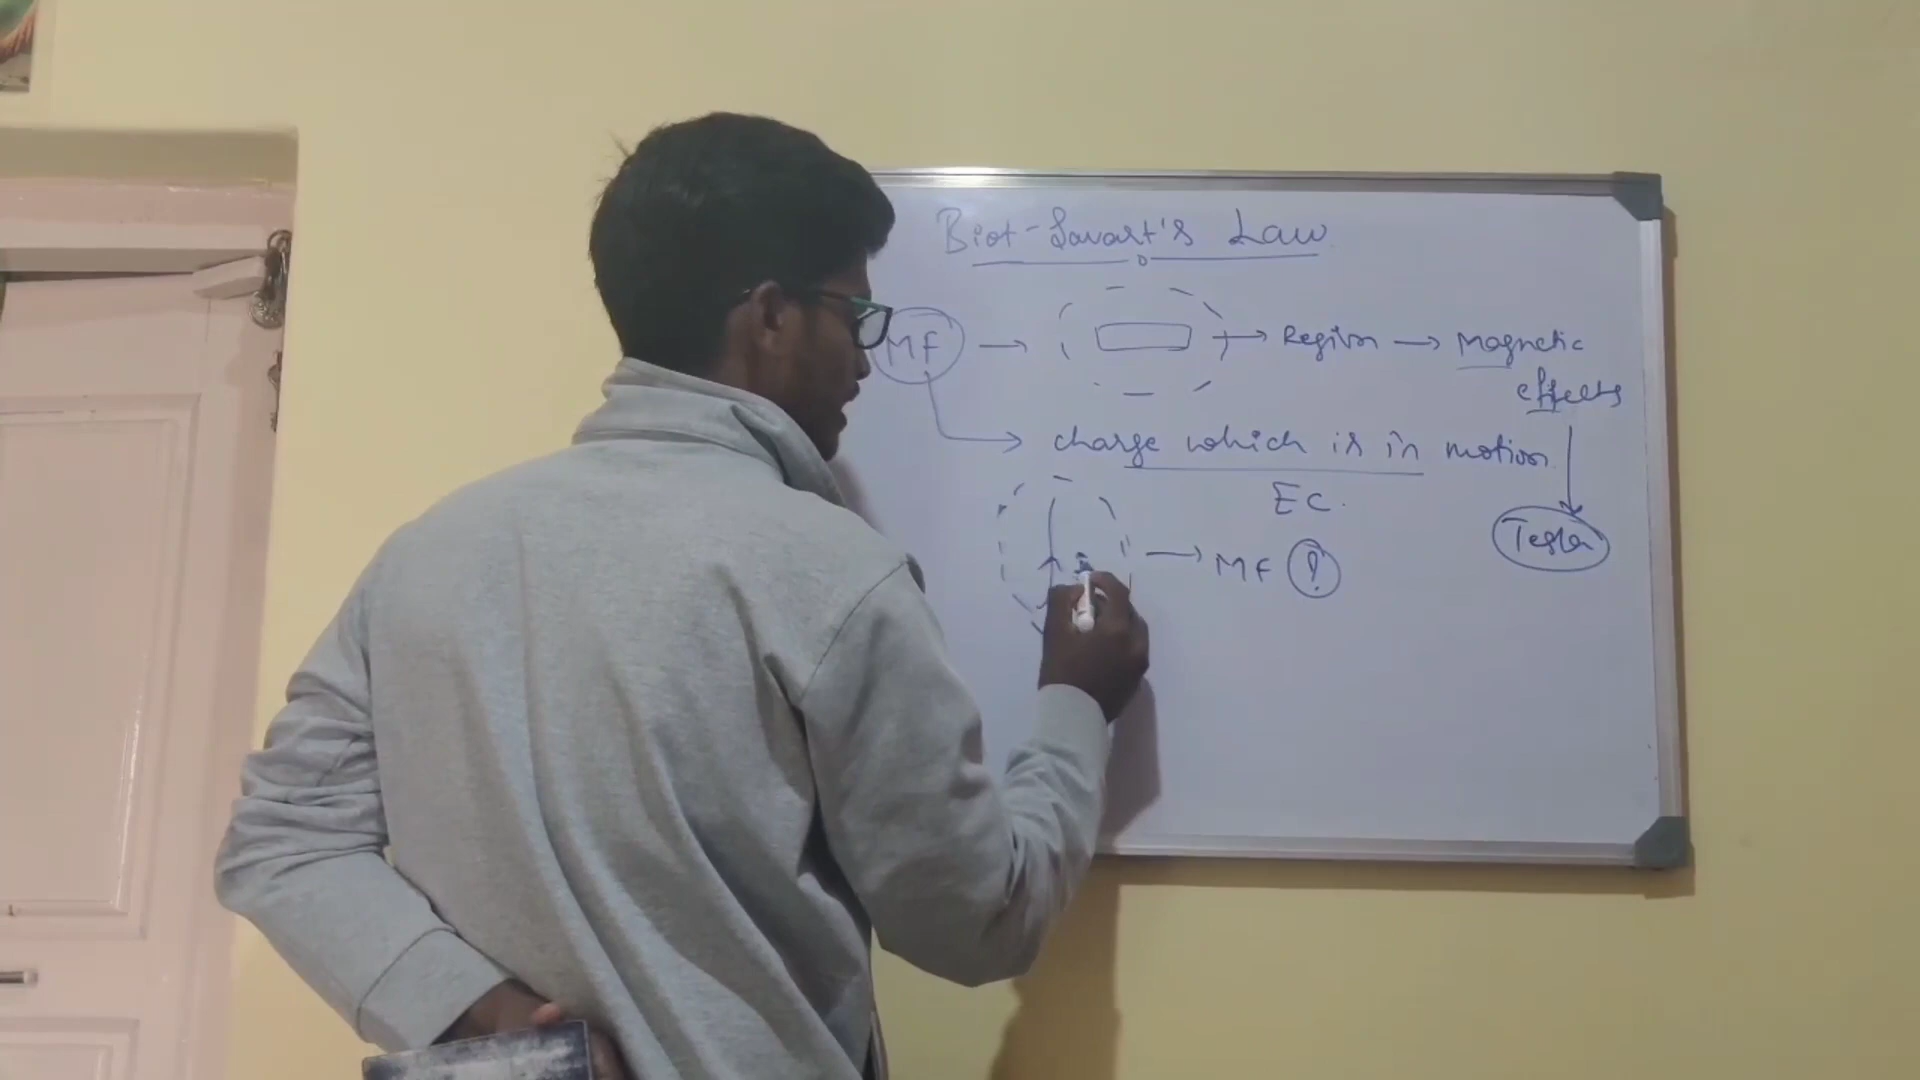 Biot-Savart's Law
MF → Region → Magnetic
effects
charge which is in motion
EC.
→ MF ?
Tesla